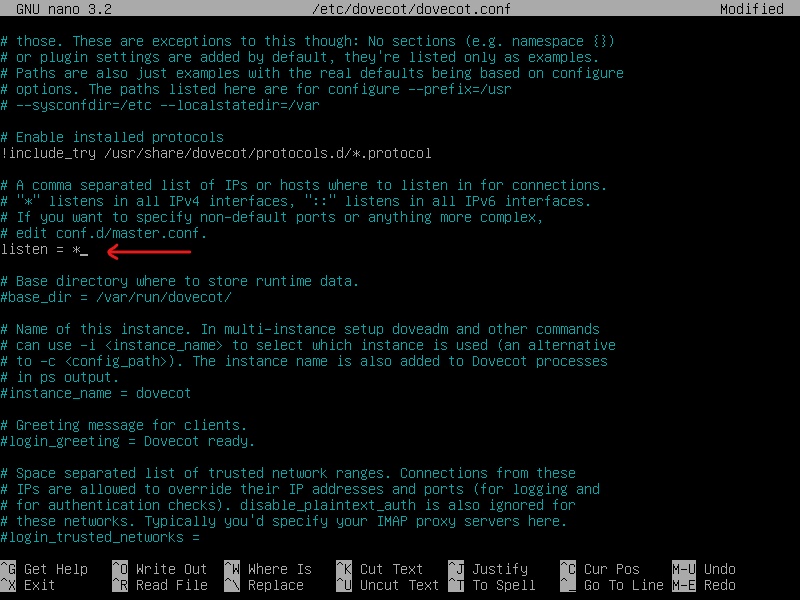 GNU nano 3.2 /etc/dovecot/dovecot.conf Modified
# those. These are exceptions to this though: No sections (e.g. namespace {})
# or plugin settings are added by default, they're listed only as examples.
# Paths are also just examples with the real defaults being based on configure
# options. The paths listed here are for configure --prefix=/usr
# --sysconfdir=/etc --localstatedir=/var
# Enable installed protocols
!include_try /usr/share/dovecot/protocols.d/*.protocol
# A comma separated list of IPs or hosts where to listen in for connections.
# "*" listens in all IPv4 interfaces, "::" listens in all IPv6 interfaces.
# If you want to specify non-default ports or anything more complex,
# edit conf.d/master.conf.
listen = *_
# Base directory where to store runtime data.
#base_dir = /var/run/dovecot/
# Name of this instance. In multi-instance setup doveadm and other commands
# can use -i <instance_name> to select which instance is used (an alternative
# to -c <config_path>). The instance name is also added to Dovecot processes
# in ps output.
#instance_name = dovecot
# Greeting message for clients.
#login_greeting = Dovecot ready.
# Space separated list of trusted network ranges. Connections from these
# IPs are allowed to override their IP addresses and ports (for logging and
# for authentication checks). disable_plaintext_auth is also ignored for
# these networks. Typically you'd specify your IMAP proxy servers here.
#login_trusted_networks =
^G Get Help ^O Write Out ^W Where Is ^K Cut Text ^J Justify ^C Cur Pos M-U Undo
^X Exit ^R Read File ^\ Replace ^U Uncut Text ^T To Spell ^_ Go To Line M-E Redo